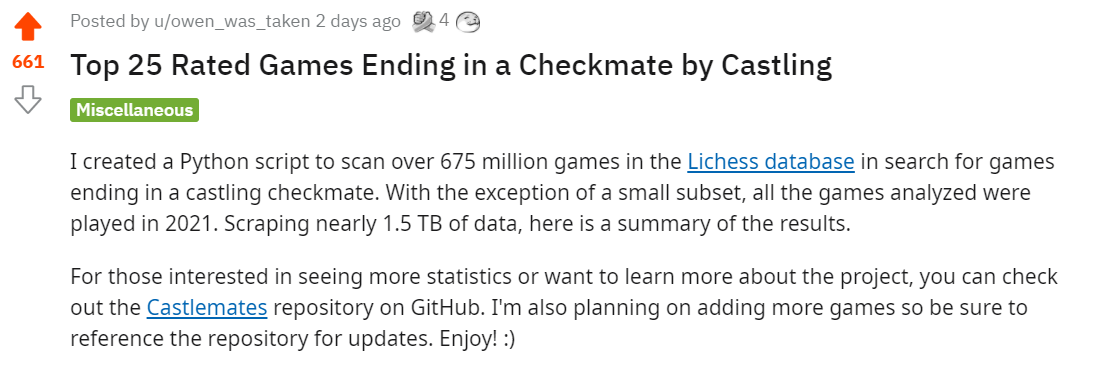 Posted by u/owen_was_taken 2 days ago 4
661
Top 25 Rated Games Ending in a Checkmate by Castling
Miscellaneous
I created a Python script to scan over 675 million games in the Lichess database in search for games
ending in a castling checkmate. With the exception of a small subset, all the games analyzed were
played in 2021. Scraping nearly 1.5 TB of data, here is a summary of the results.
For those interested in seeing more statistics or want to learn more about the project, you can check
out the Castlemates repository on GitHub. I'm also planning on adding more games so be sure to
reference the repository for updates. Enjoy! :)